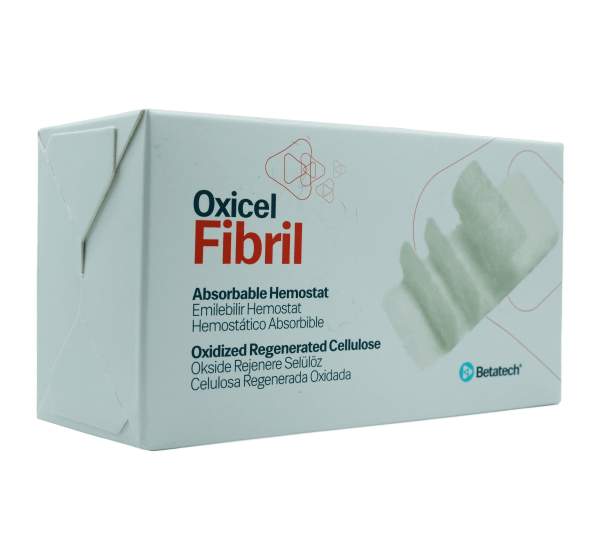 Oxicel
Fibril
Absorbable Hemostat
Emilebilir Hemostat
Hemostático Absorbible
Oxidized Regenerated Cellulose
Okside Rejenere Selülöz
Celulosa Regenerada Oxidada
Betatech®